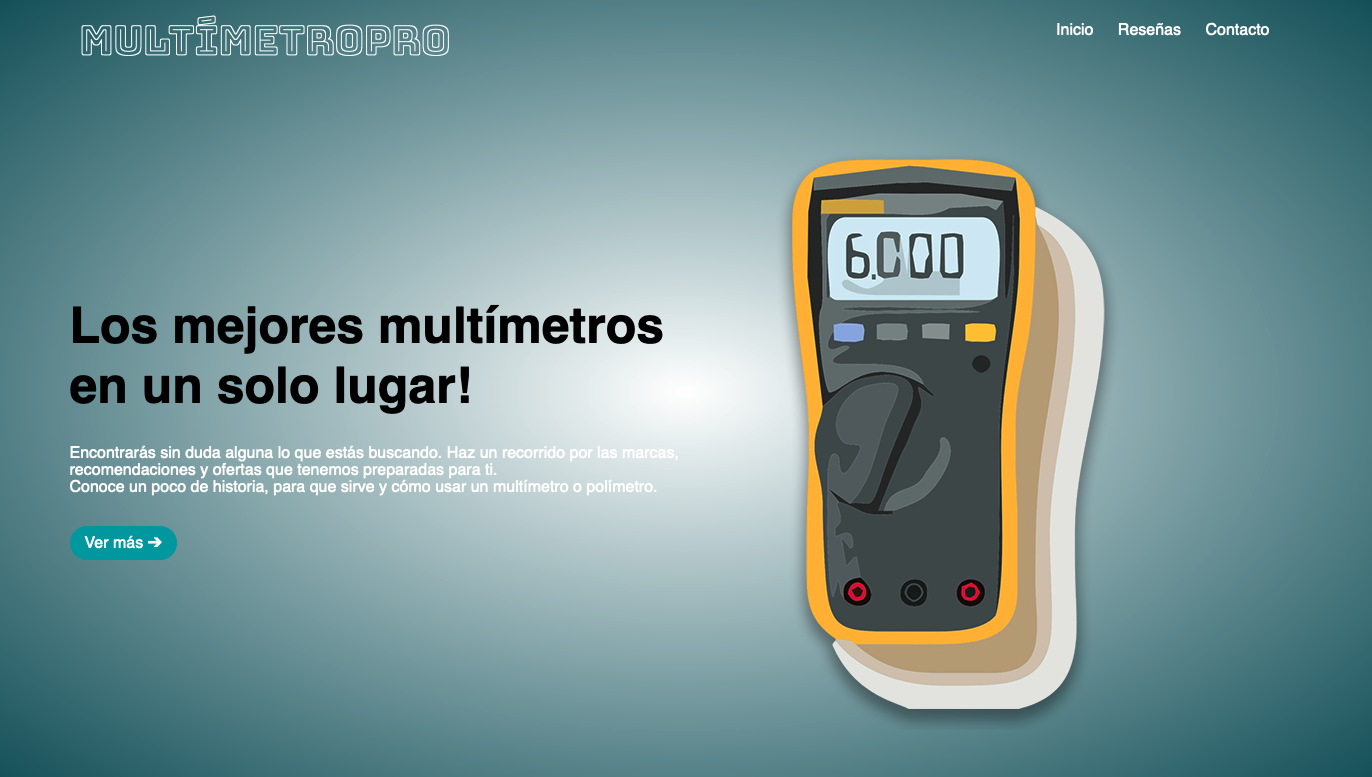 MULTÍMETROPRO
Inicio Reseñas Contacto
6.000
Los mejores multímetros
en un solo lugar!
Encontrarás sin duda alguna lo que estás buscando. Haz un recorrido por las marcas,
recomendaciones y ofertas que tenemos preparadas para ti.
Conoce un poco de historia, para que sirve y cómo usar un multímetro o polímetro.
Ver más ➔